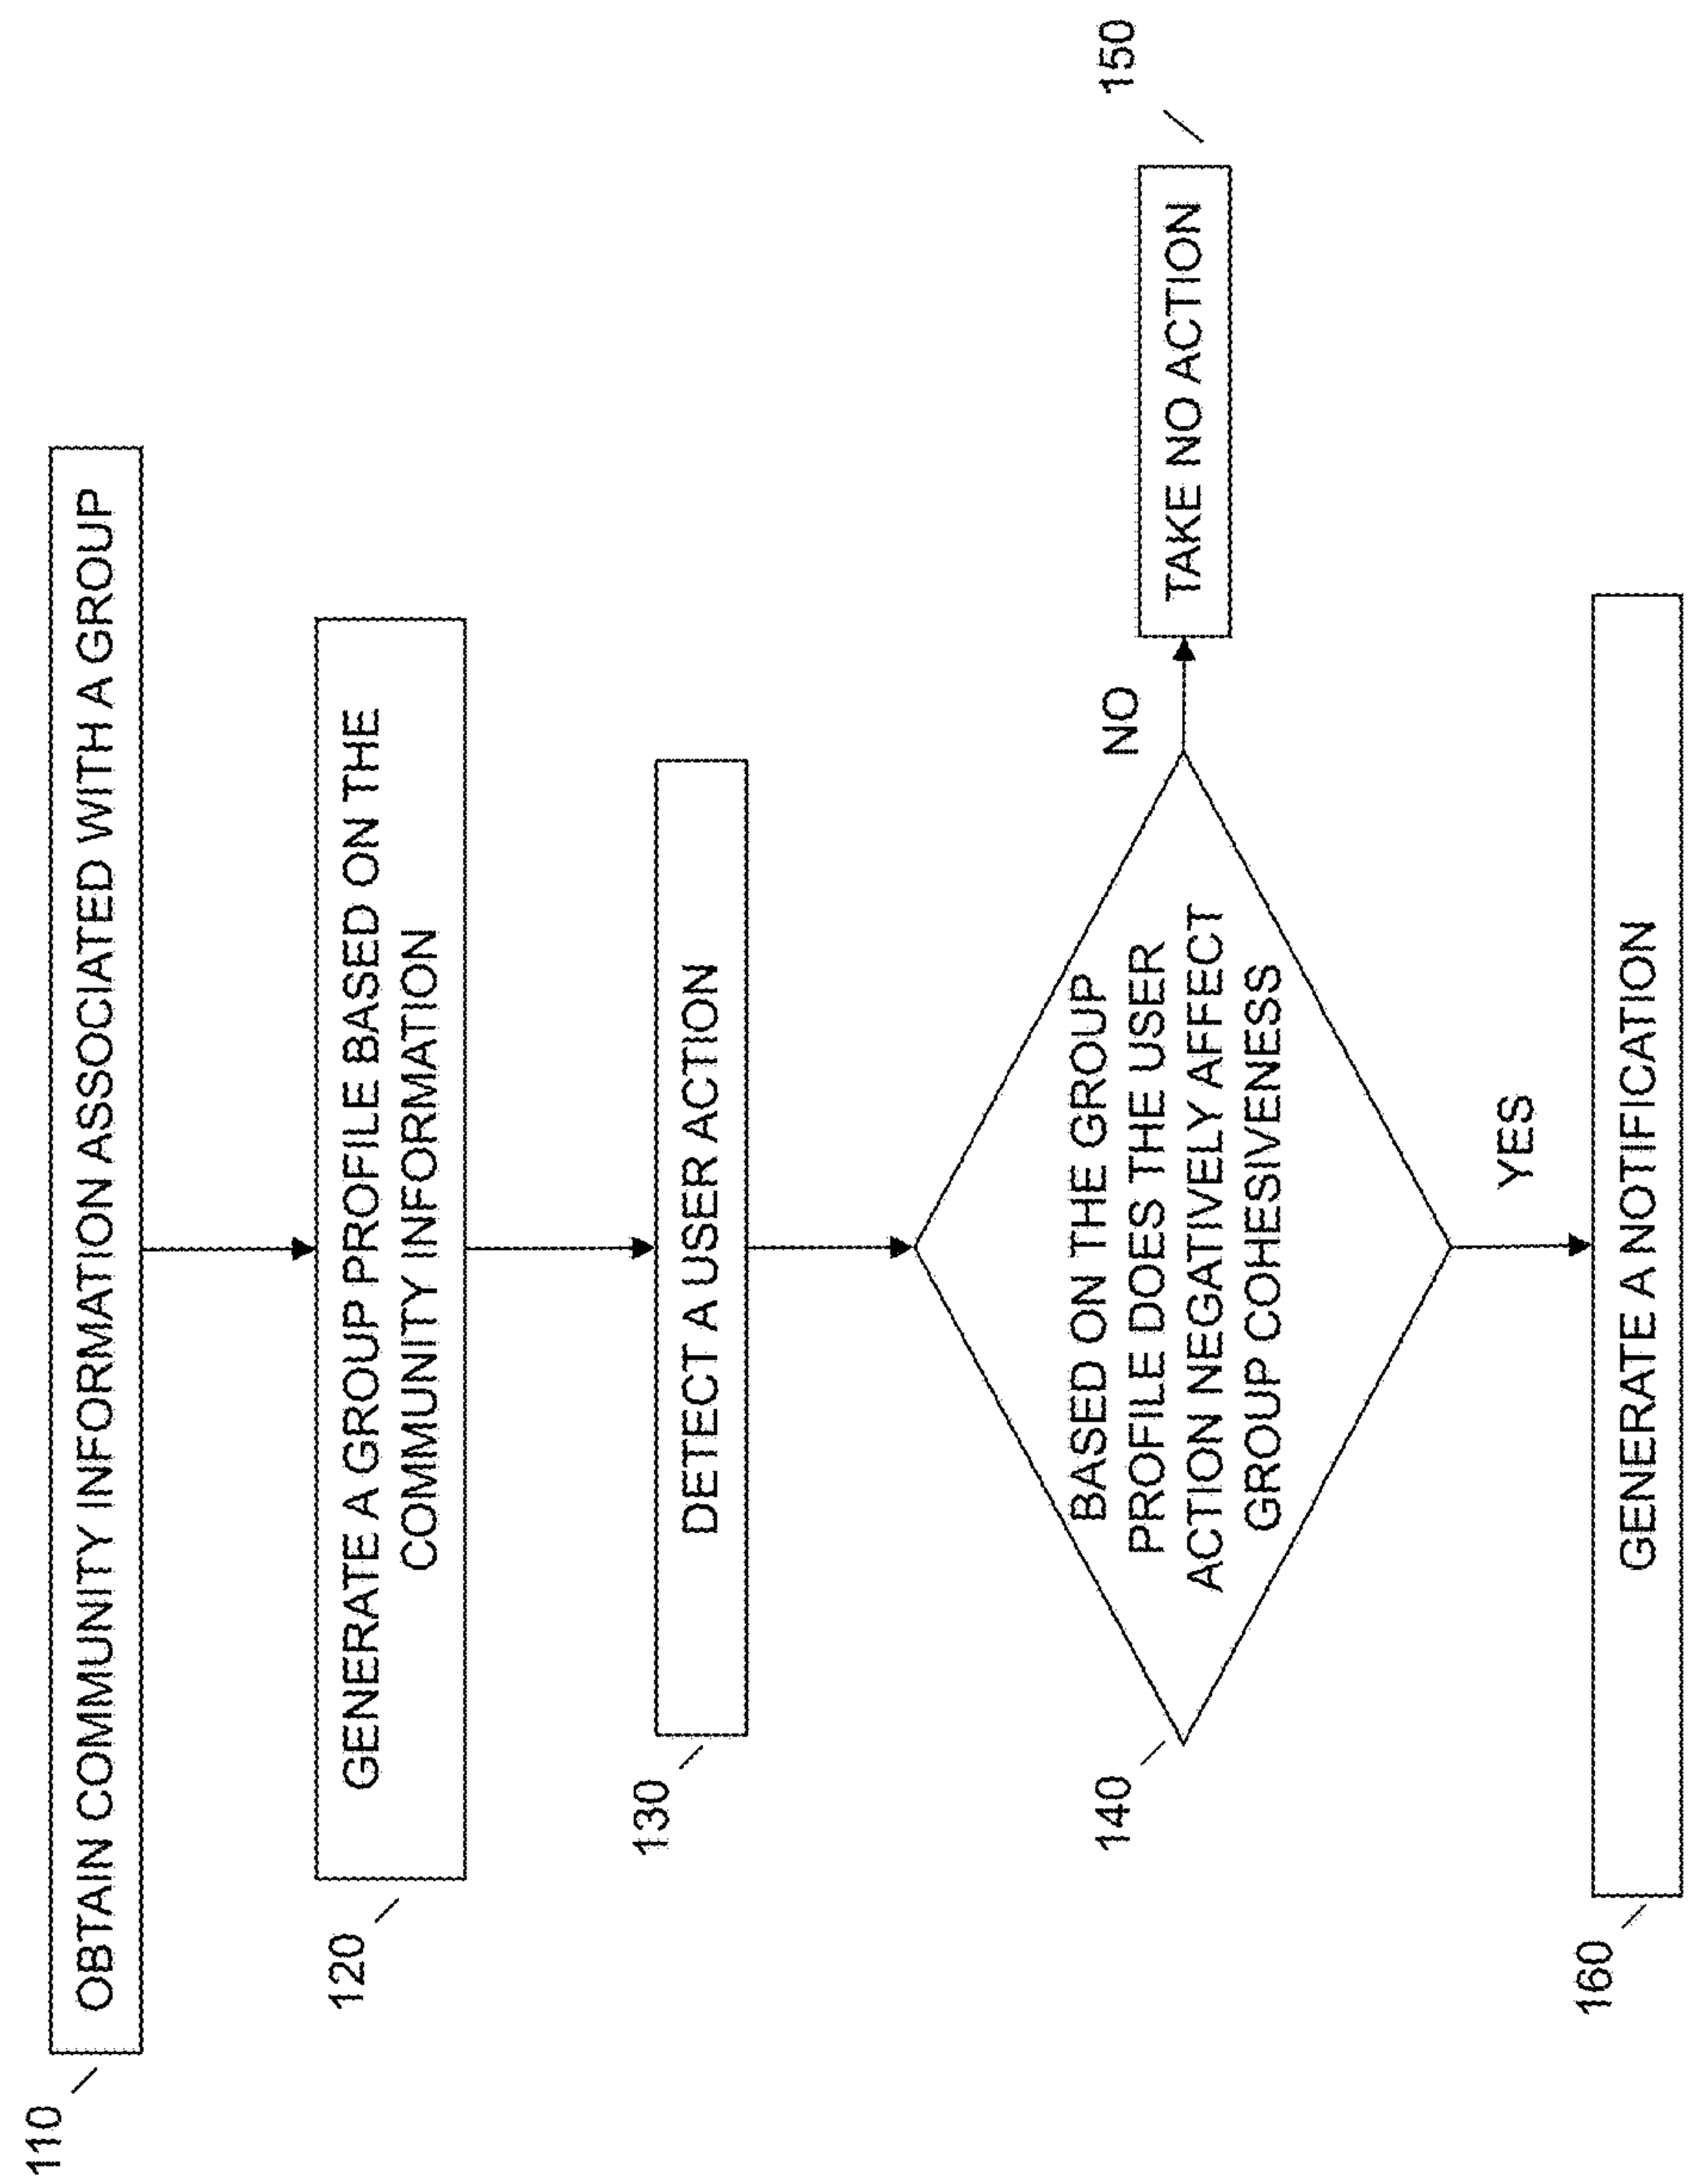 110
OBTAIN COMMUNITY INFORMATION ASSOCIATED WITH A GROUP
120
GENERATE A GROUP PROFILE BASED ON THE
COMMUNITY INFORMATION
130
DETECT A USER ACTION
140
BASED ON THE GROUP
PROFILE DOES THE USER
ACTION NEGATIVELY AFFECT
GROUP COHESIVENESS
NO
TAKE NO ACTION
150
YES
160
GENERATE A NOTIFICATION